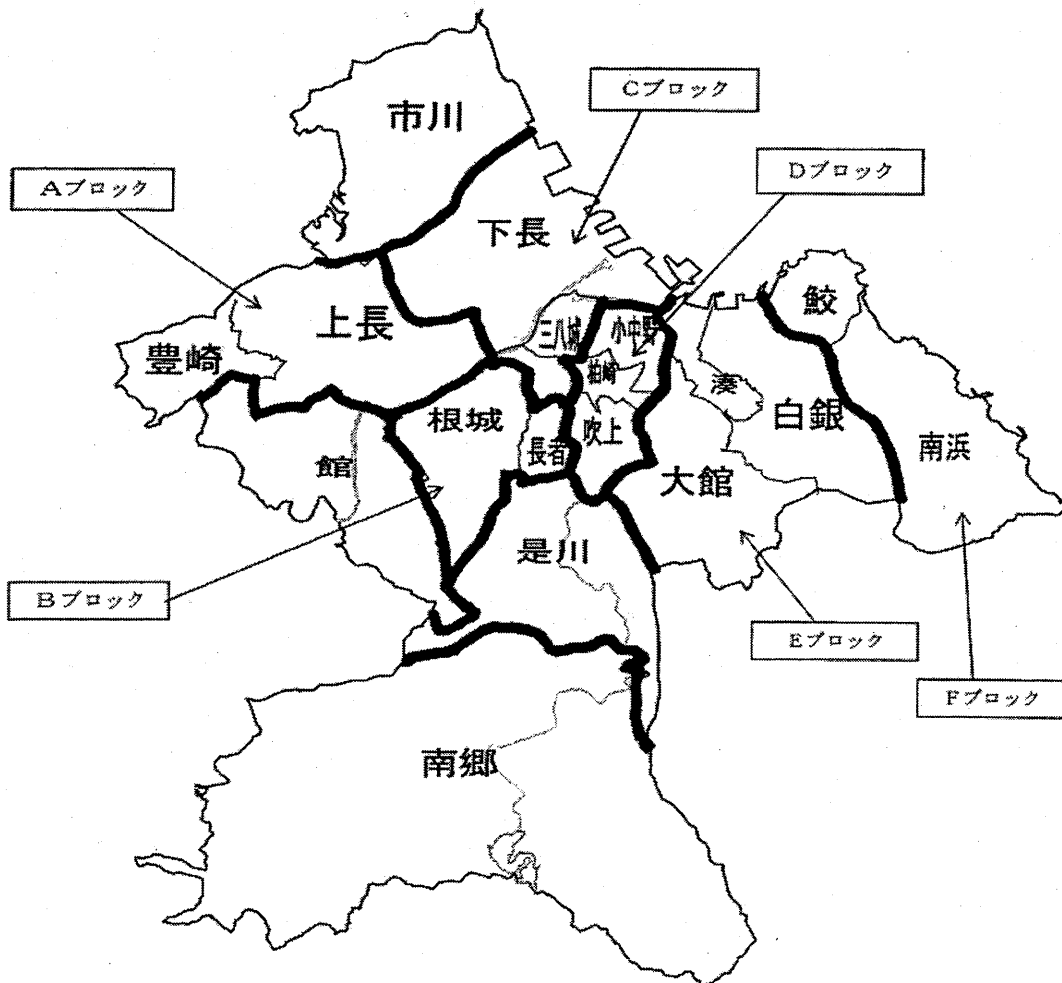 Cブロック
市川
Dブロック
Aブロック
下長
鮫
上長
三八城
小中野
豊崎
柏崎
湊
根城
白銀
吹上
南浜
長者
館
大館
是川
Bブロック
Eブロック
Fブロック
南郷